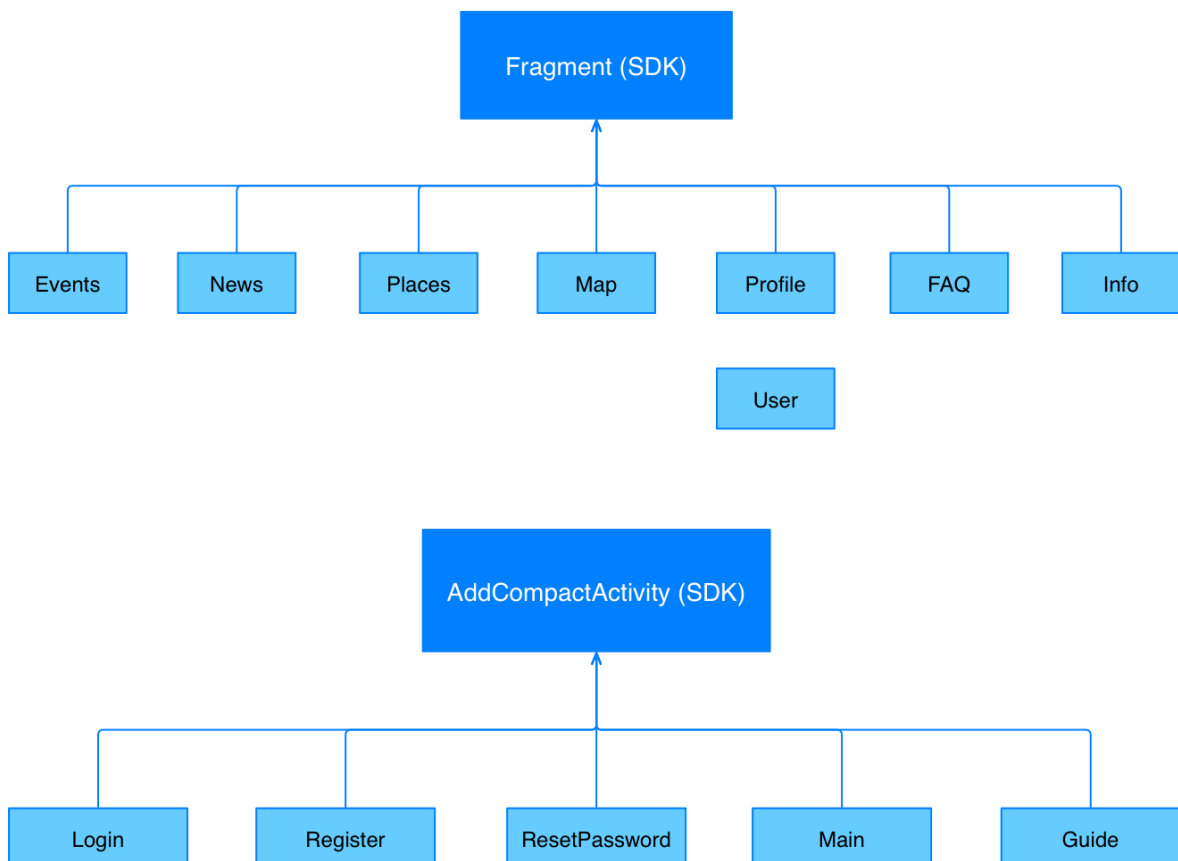 Fragment (SDK)
Events
News
Places
Map
Profile
FAQ
Info
User
AddCompactActivity (SDK)
Login
Register
ResetPassword
Main
Guide